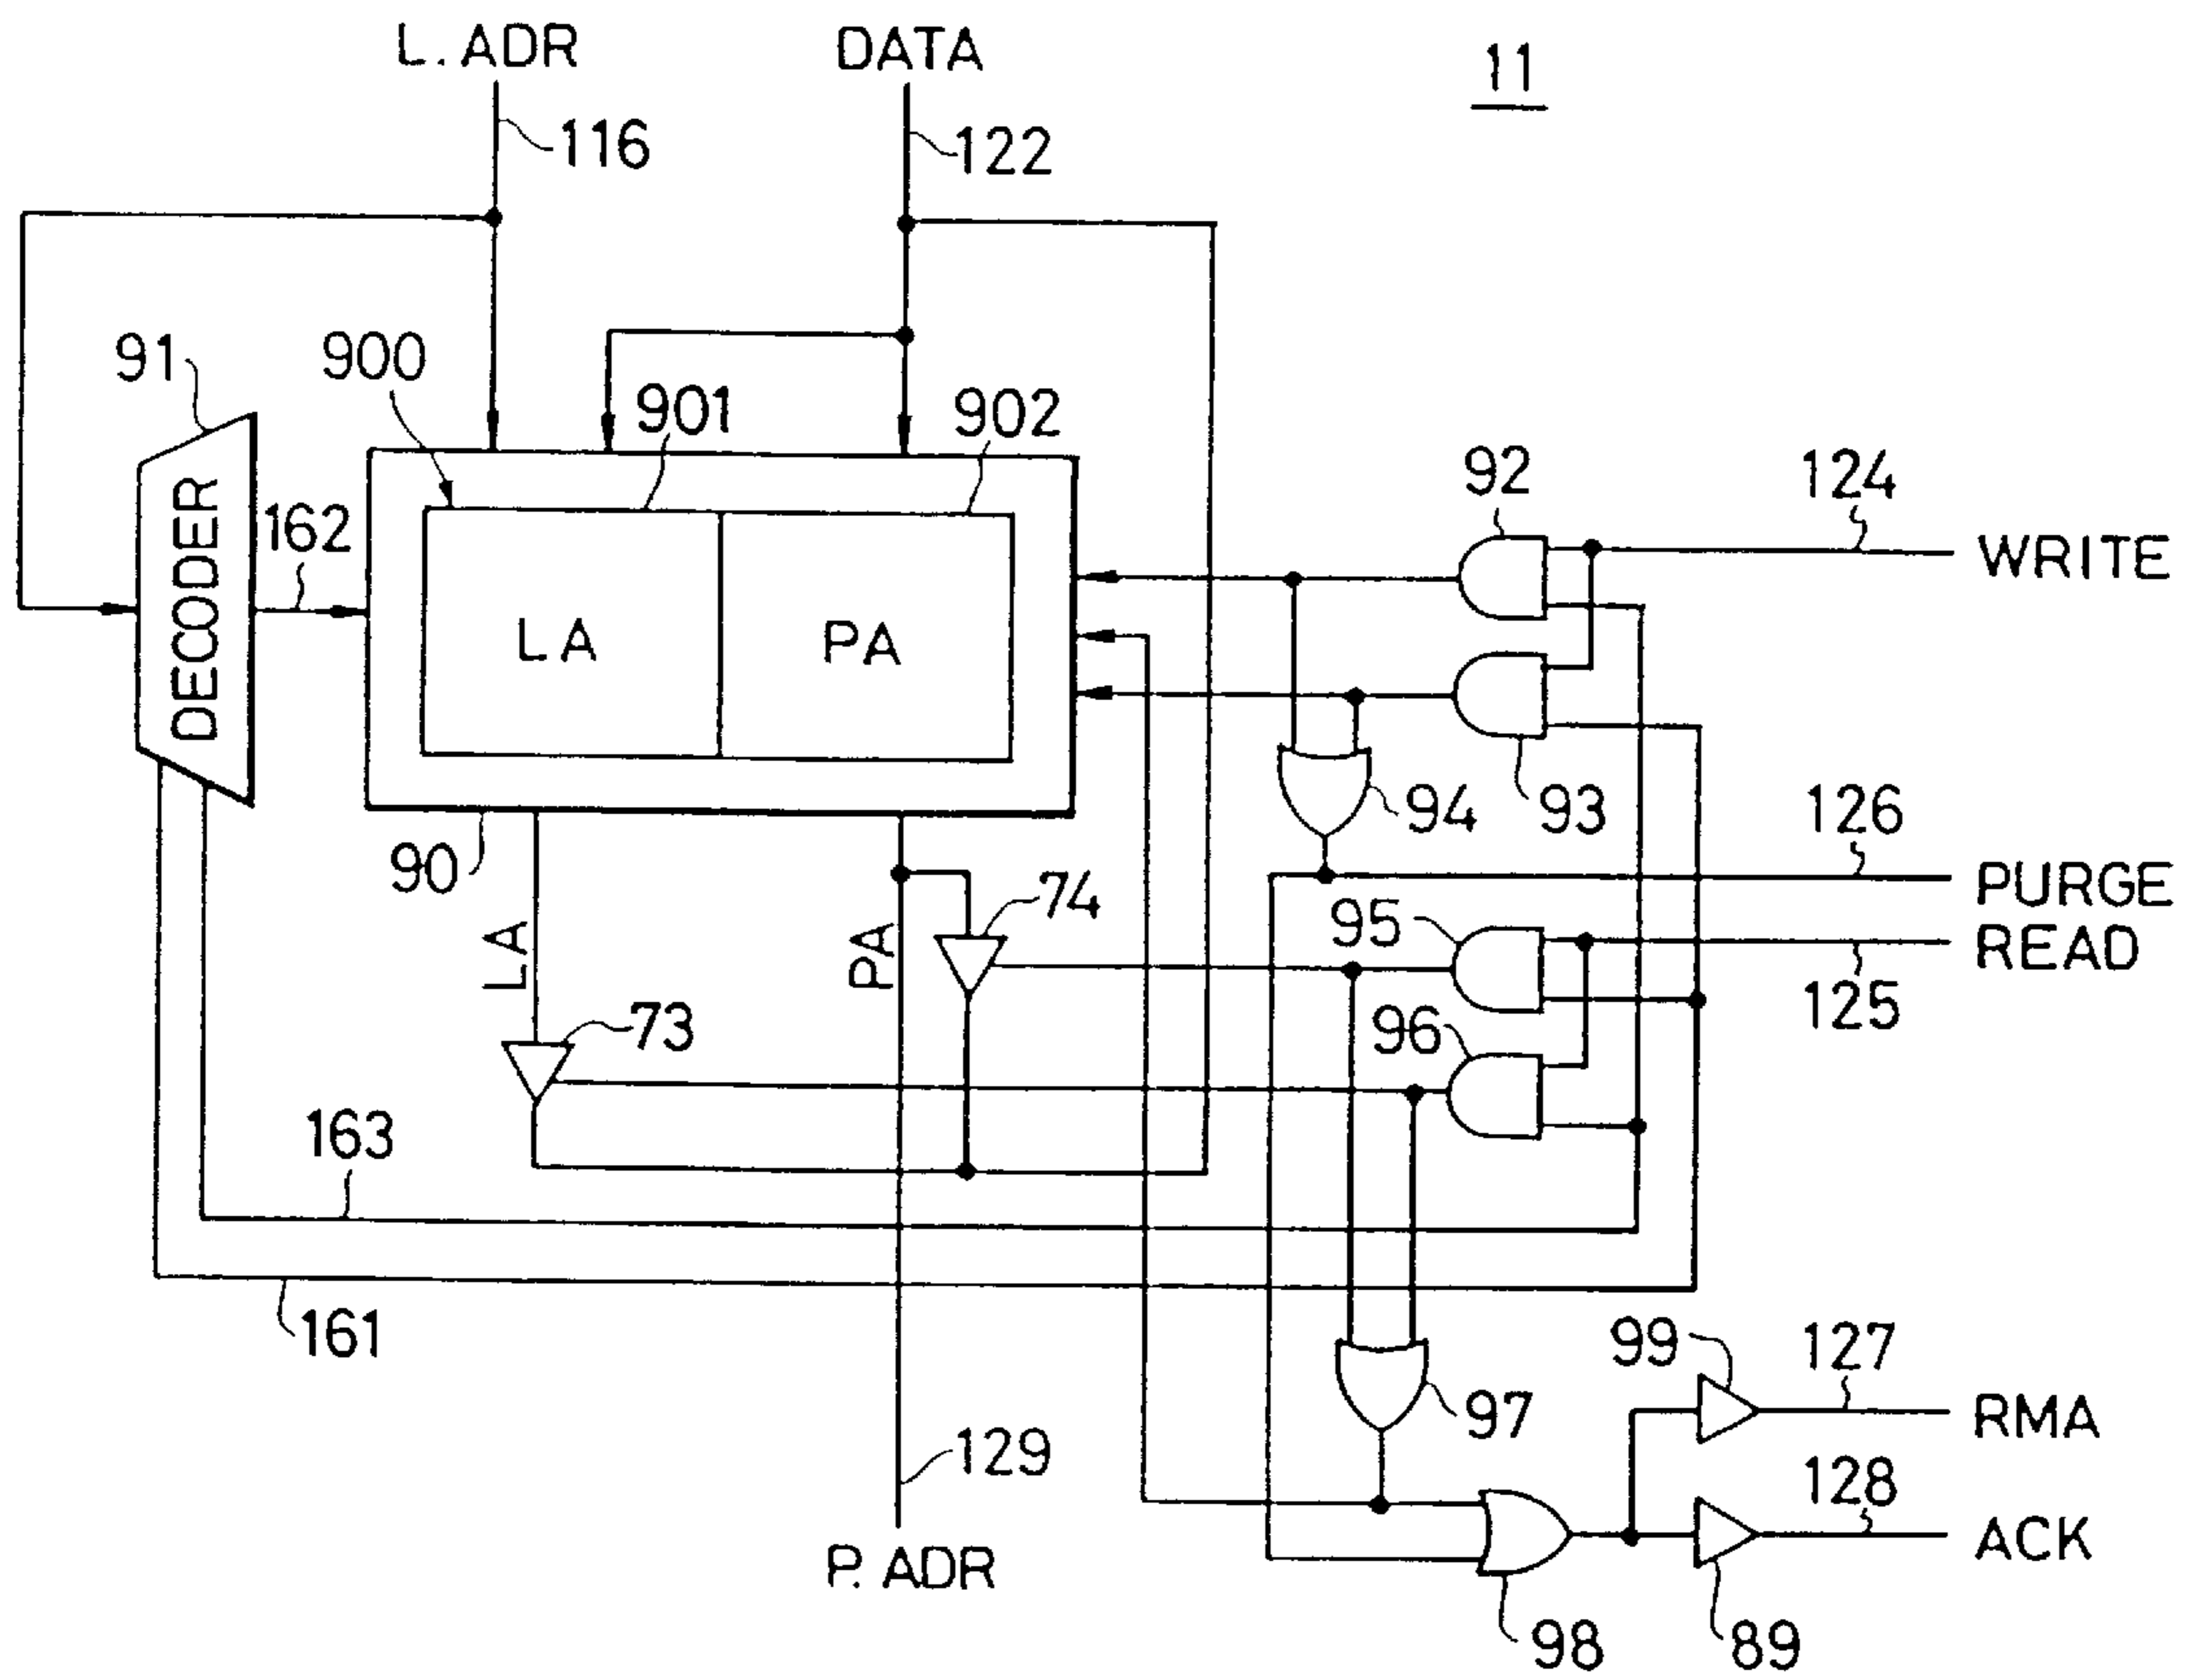 L. ADR
DATA
11
116
122
91
900
901
902
DECODER
162
LA
PA
92
124
WRITE
94
93
126
90
PURGE
74
95
READ
LA
PA
125
73
96
163
161
99
127
97
RMA
129
128
P. ADR
ACK
98
89